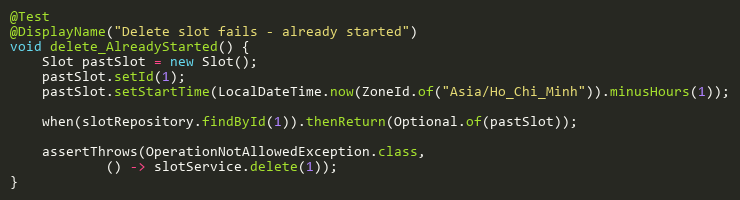 @Test
@DisplayName("Delete slot fails - already started")
void delete_AlreadyStarted() {
    Slot pastSlot = new Slot();
    pastSlot.setId(1);
    pastSlot.setStartTime(LocalDateTime.now(ZoneId.of("Asia/Ho_Chi_Minh")).minusHours(1));

    when(slotRepository.findById(1)).thenReturn(Optional.of(pastSlot));

    assertThrows(OperationNotAllowedException.class,
            () -> slotService.delete(1));
}